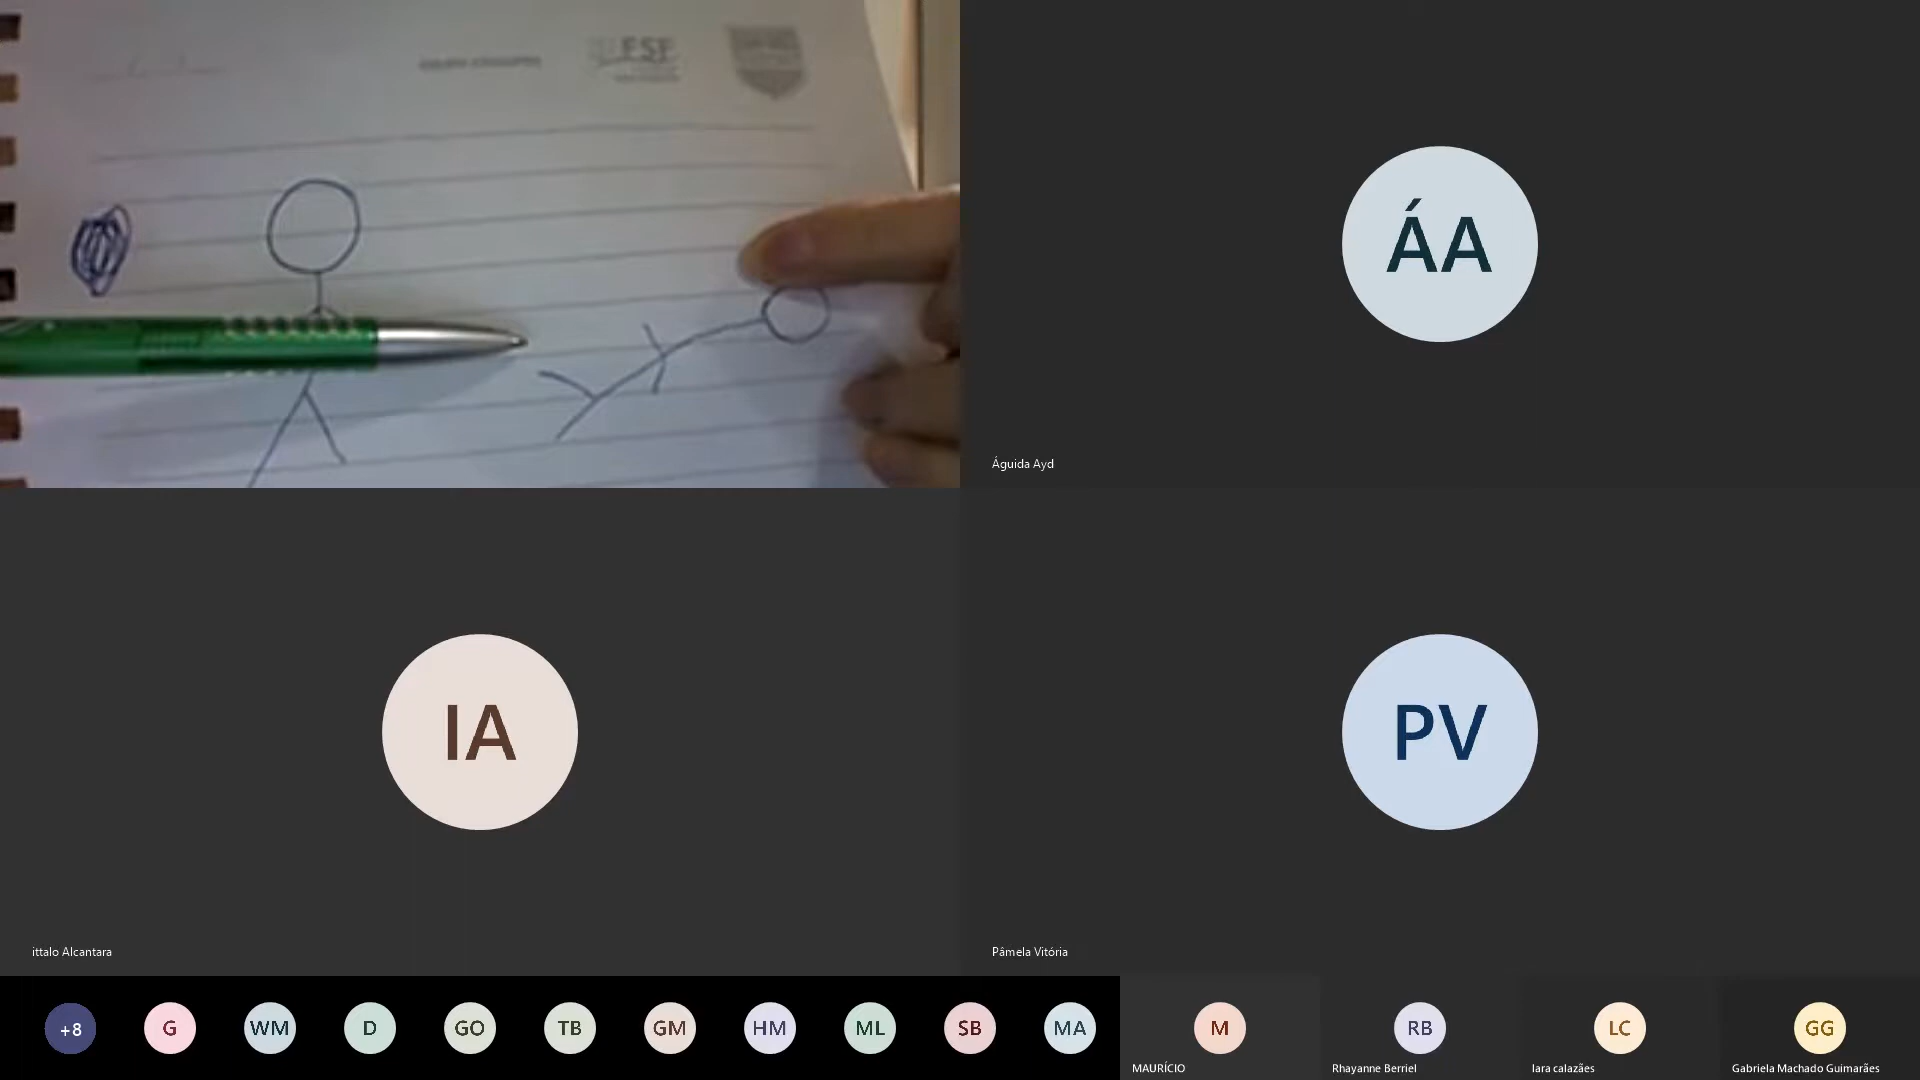 ESF
ÁA
Águida Ayd
IA
PV
ittalo Alcantara
Pâmela Vitória
+8
G
WM
D
GO
TB
GM
HM
ML
SB
MA
M
RB
LC
GG
MAURÍCIO
Rhayanne Berriel
Iara calazães
Gabriela Machado Guimarães